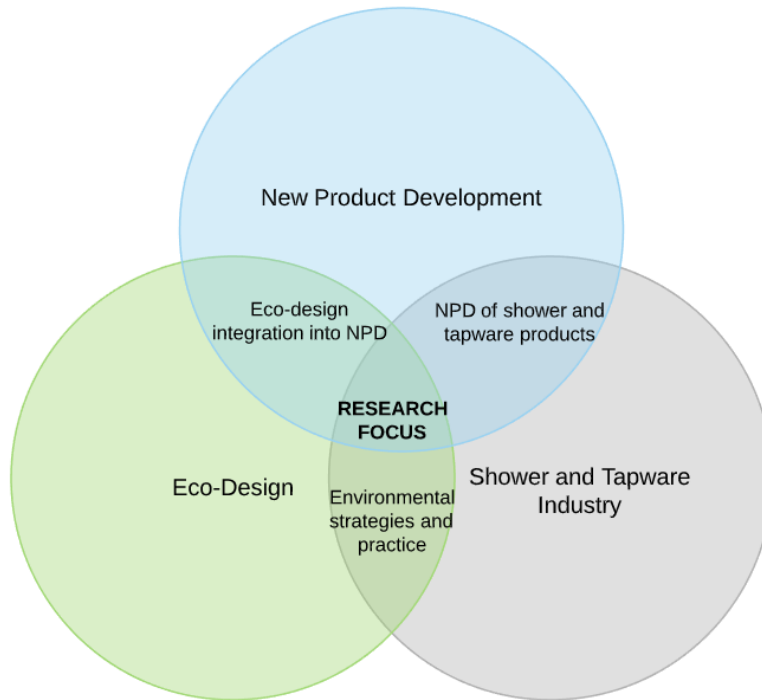 New Product Development
Eco-design
integration into NPD
NPD of shower and
tapware products
RESEARCH
FOCUS
Eco-Design
Environmental
strategies and
practice
Shower and Tapware
Industry